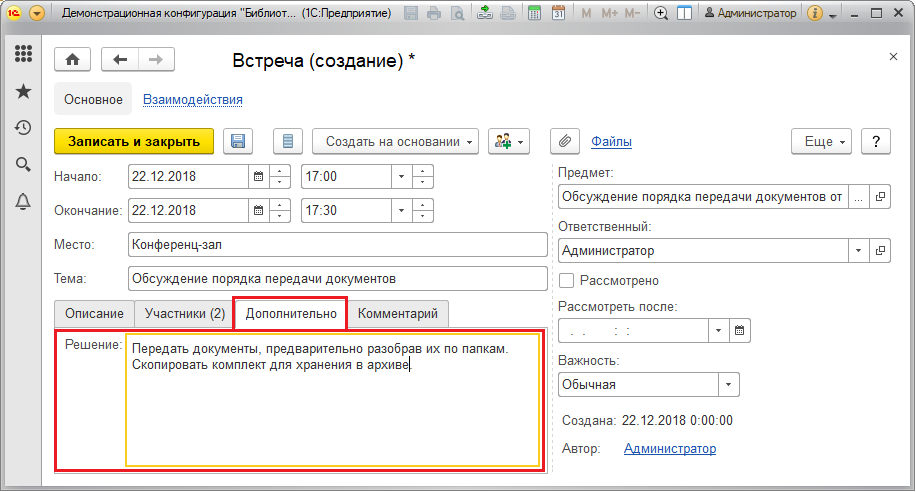 Демонстрационная конфигурация "Библиот... (1С:Предприятие)
M M+ M- Администратор
Встреча (создание) *
Основное Взаимодействия
Записать и закрыть Создать на основании Файлы Еще ?
Начало: 22.12.2018 17:00
Окончание: 22.12.2018 17:30
Место: Конференц-зал
Тема: Обсуждение порядка передачи документов
Описание Участники (2) Дополнительно Комментарий
Решение: Передать документы, предварительно разобрав их по папкам.
Скопировать комплект для хранения в архиве.
Предмет:
Обсуждение порядка передачи документов от ...
Ответственный:
Администратор
Рассмотрено
Рассмотреть после:
. . : :
Важность:
Обычная
Создана: 22.12.2018 0:00:00
Автор: Администратор